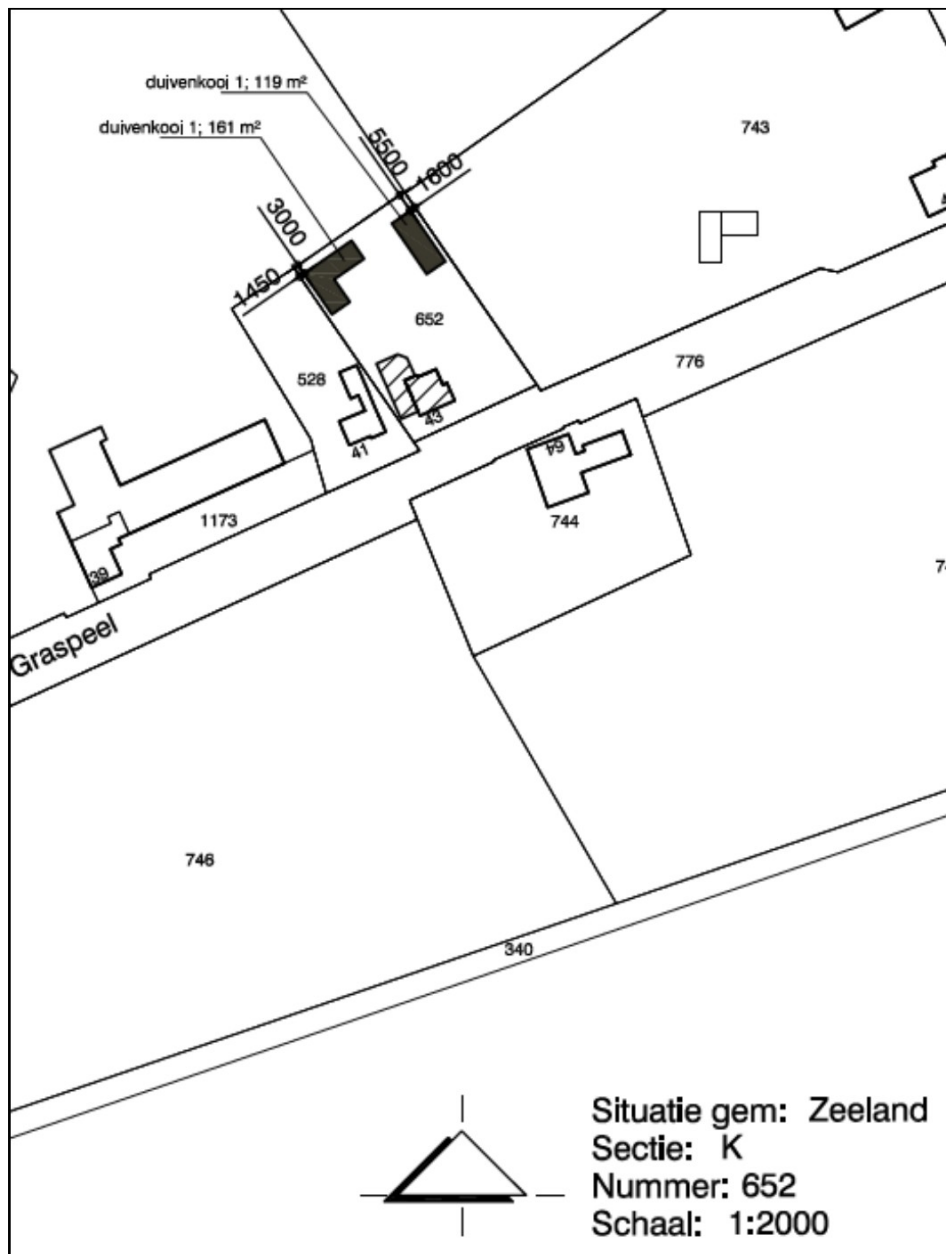 duivenkooi 1; 119 m²
duivenkooi 1; 161 m²
5500
1600
3000
1450
743
652
528
776
41
43
64
744
1173
39
Graspeel
746
340
Situatie gem: Zeeland
Sectie: K
Nummer: 652
Schaal: 1:2000